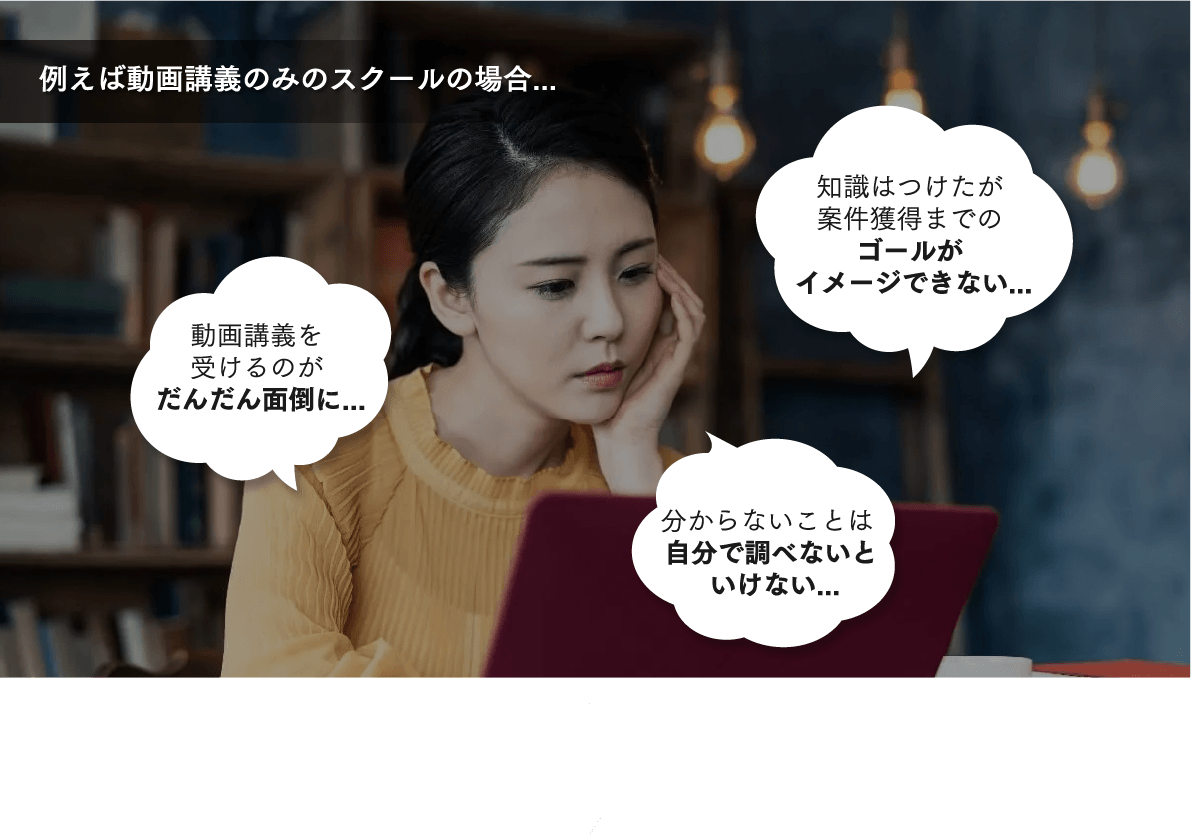 例えば動画講義のみのスクールの場合...
知識はつけたが
案件獲得までの
ゴールが
イメージできない...
動画講義を
受けるのが
だんだん面倒に...
分からないことは
自分で調べないと
いけない...